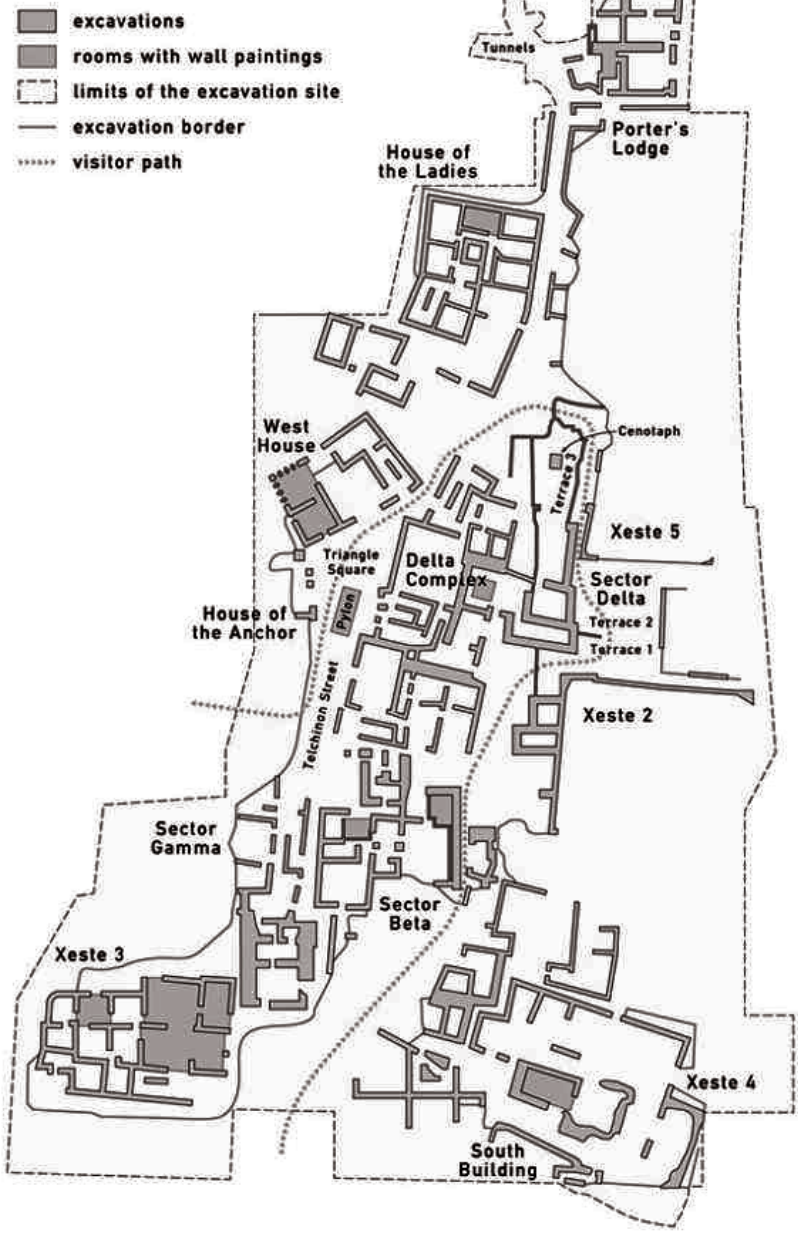 excavations
rooms with wall paintings
limits of the excavation site
excavation border
visitor path
Tunnels
Porter's
Lodge
House of
the Ladies
West
House
Cenotaph
Terrace 3
Xeste 5
Triangle
Square
Delta
Complex
Sector
Delta
House of
the Anchor
Pylon
Terrace 2
Terrace 1
Telchinon Street
Xeste 2
Sector
Gamma
Sector
Beta
Xeste 3
Xeste 4
South
Building